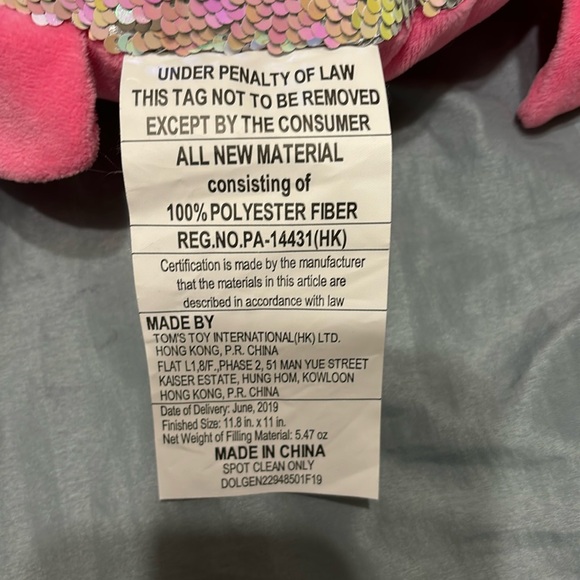 UNDER PENALTY OF LAW
THIS TAG NOT TO BE REMOVED
EXCEPT BY THE CONSUMER
ALL NEW MATERIAL
consisting of
100% POLYESTER FIBER
REG.NO.PA-14431(HK)
Certification is made by the manufacturer
that the materials in this article are
described in accordance with law
MADE BY
TOM'S TOY INTERNATIONAL(HK) LTD.
HONG KONG, P.R. CHINA
FLAT L1,8/F.,PHASE 2, 51 MAN YUE STREET
KAISER ESTATE, HUNG HOM, KOWLOON
HONG KONG, P.R. CHINA
Date of Delivery: June, 2019
Finished Size: 11.8 in. x 11 in.
Net Weight of Filling Material: 5.47 oz
MADE IN CHINA
SPOT CLEAN ONLY
DOLGEN22948501F19